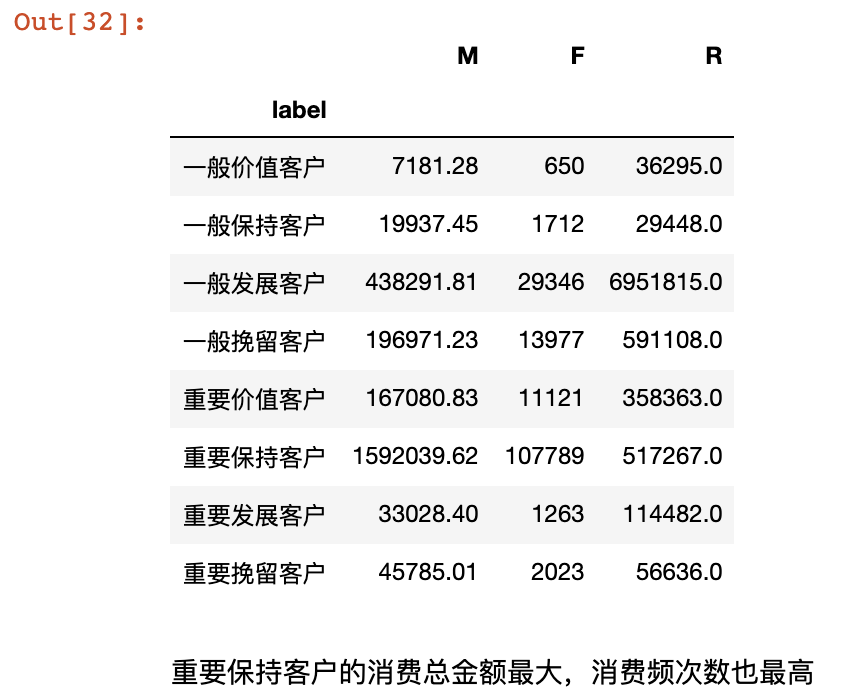 Out[32]:
M F R
label
一般价值客户 7181.28 650 36295.0
一般保持客户 19937.45 1712 29448.0
一般发展客户 438291.81 29346 6951815.0
一般挽留客户 196971.23 13977 591108.0
重要价值客户 167080.83 11121 358363.0
重要保持客户 1592039.62 107789 517267.0
重要发展客户 33028.40 1263 114482.0
重要挽留客户 45785.01 2023 56636.0
重要保持客户的消费总金额最大，消费频次数也最高